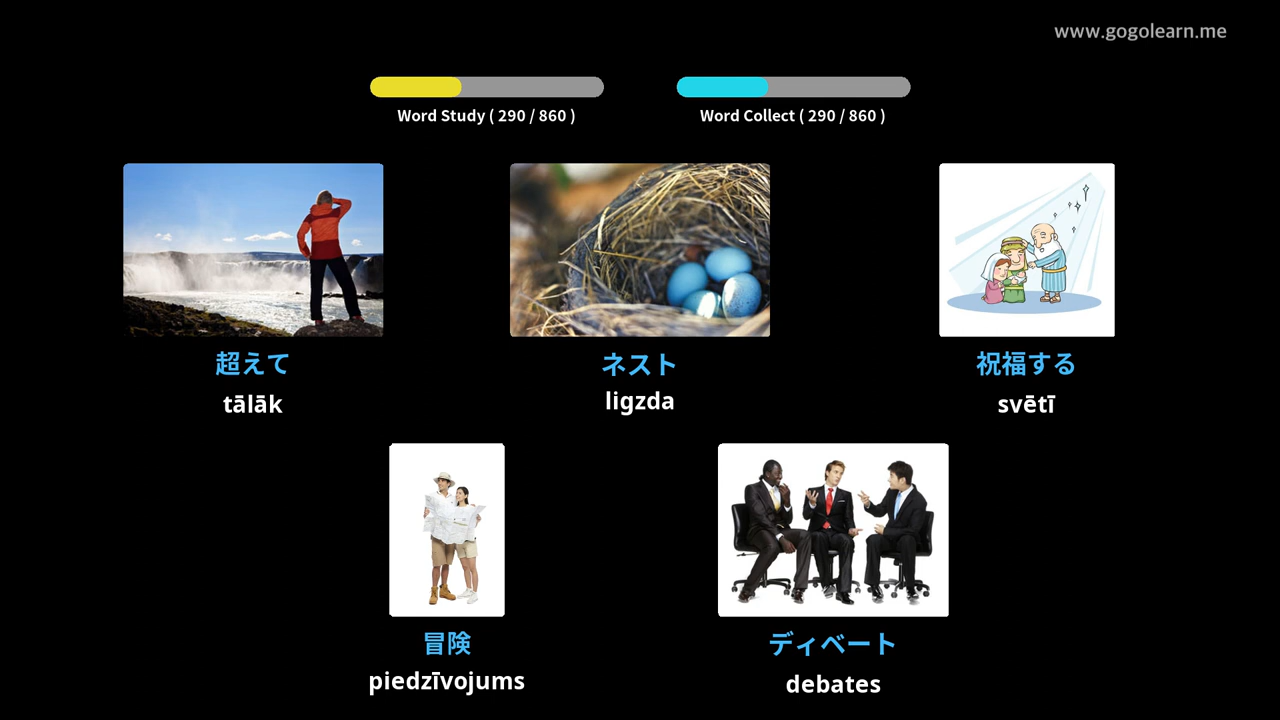 www.gogolearn.me
Word Study ( 290 / 860 )
Word Collect ( 290 / 860 )
超えて
tālāk
ネスト
ligzda
祝福する
svētī
冒険
piedzīvojums
ディベート
debates